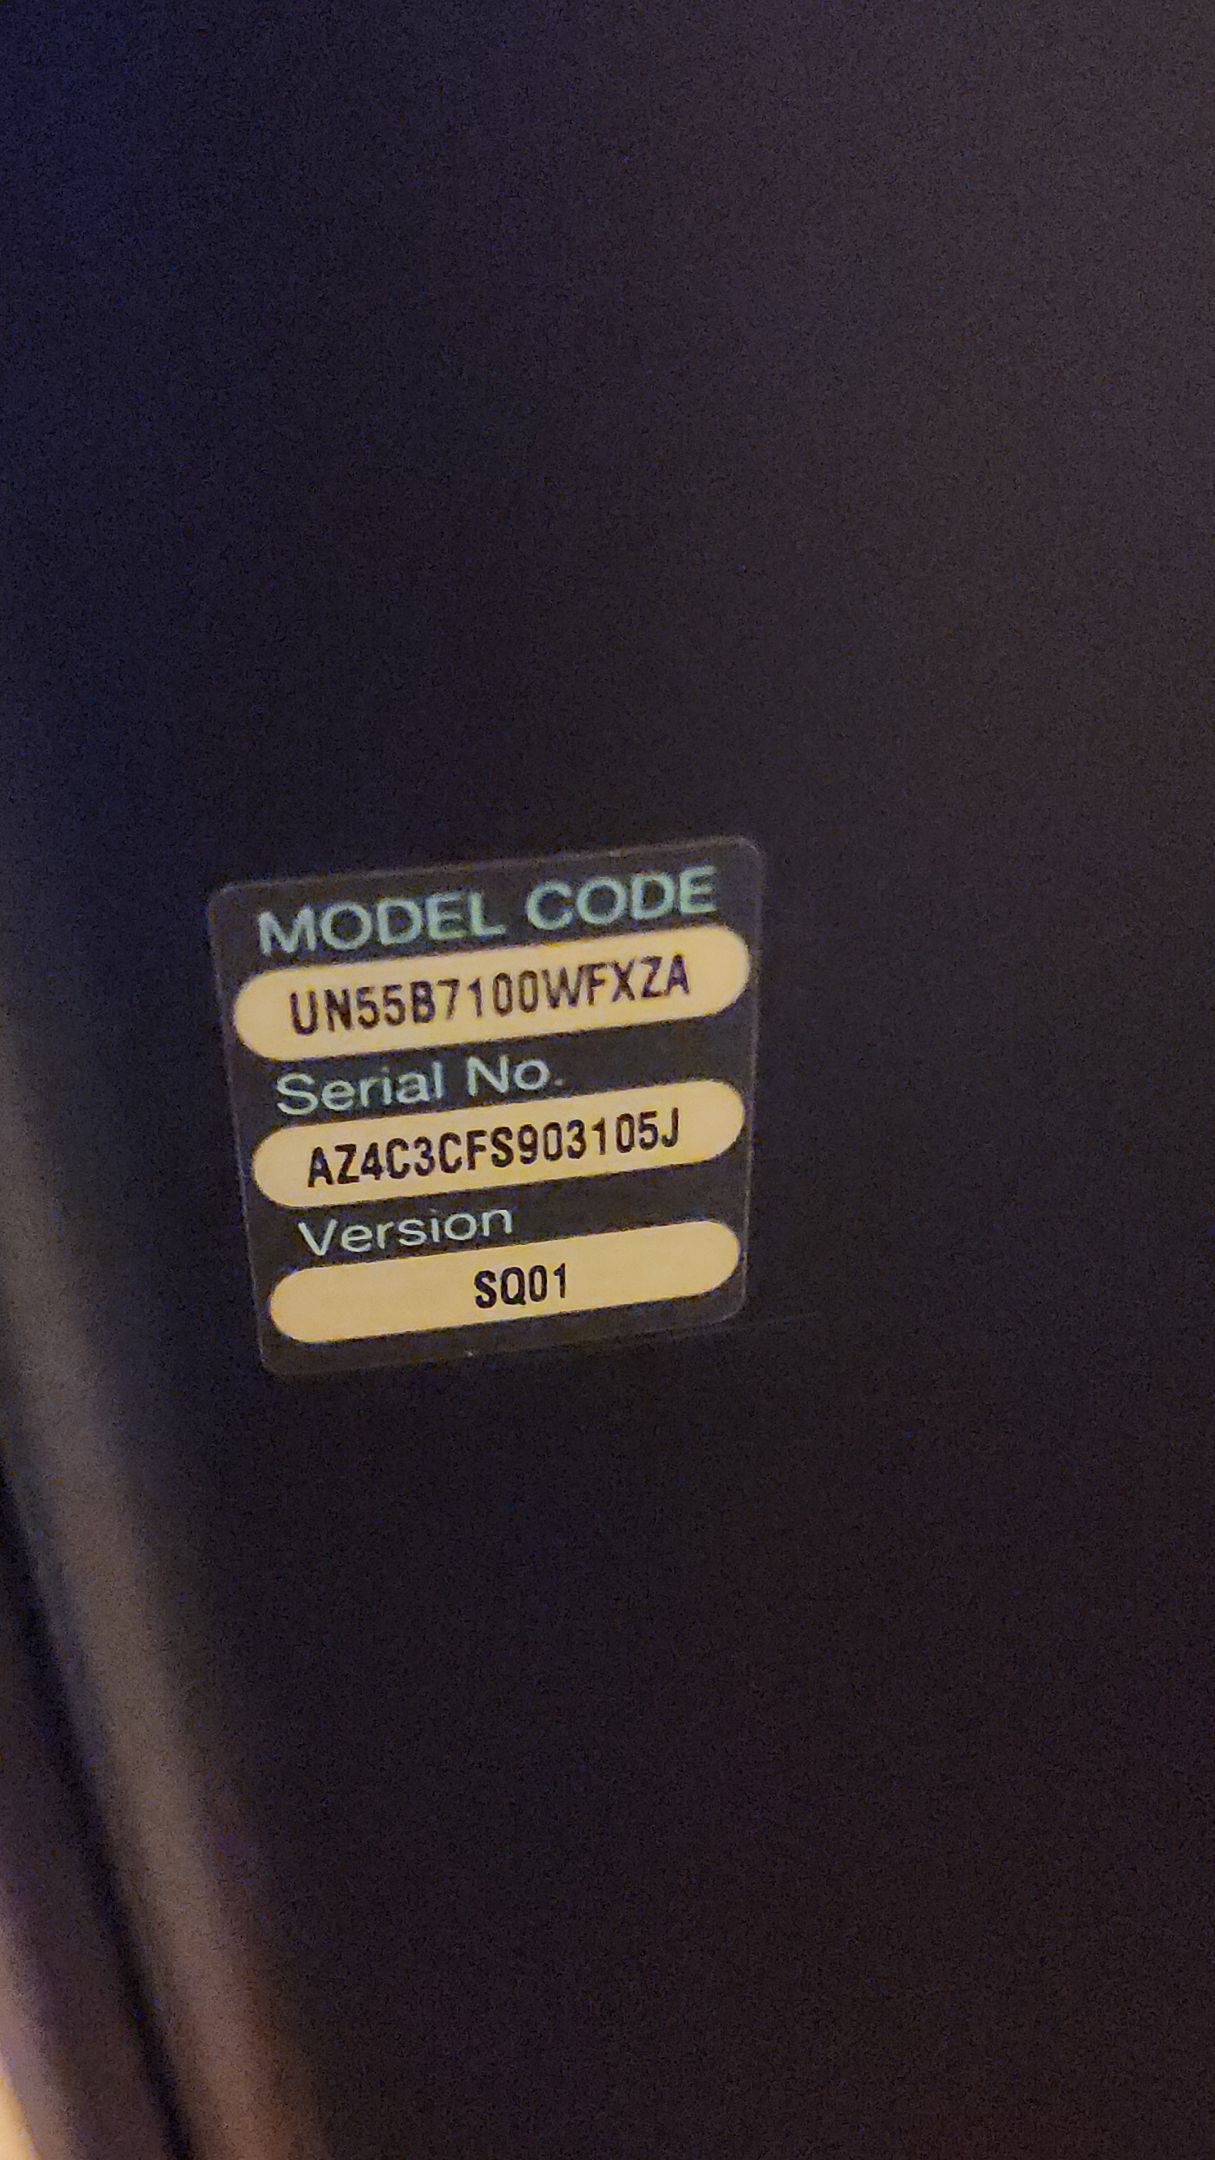 MODEL CODE
UN55B7100WFXZA
Serial No.
AZ4C3CFS903105J
Version
SQ01